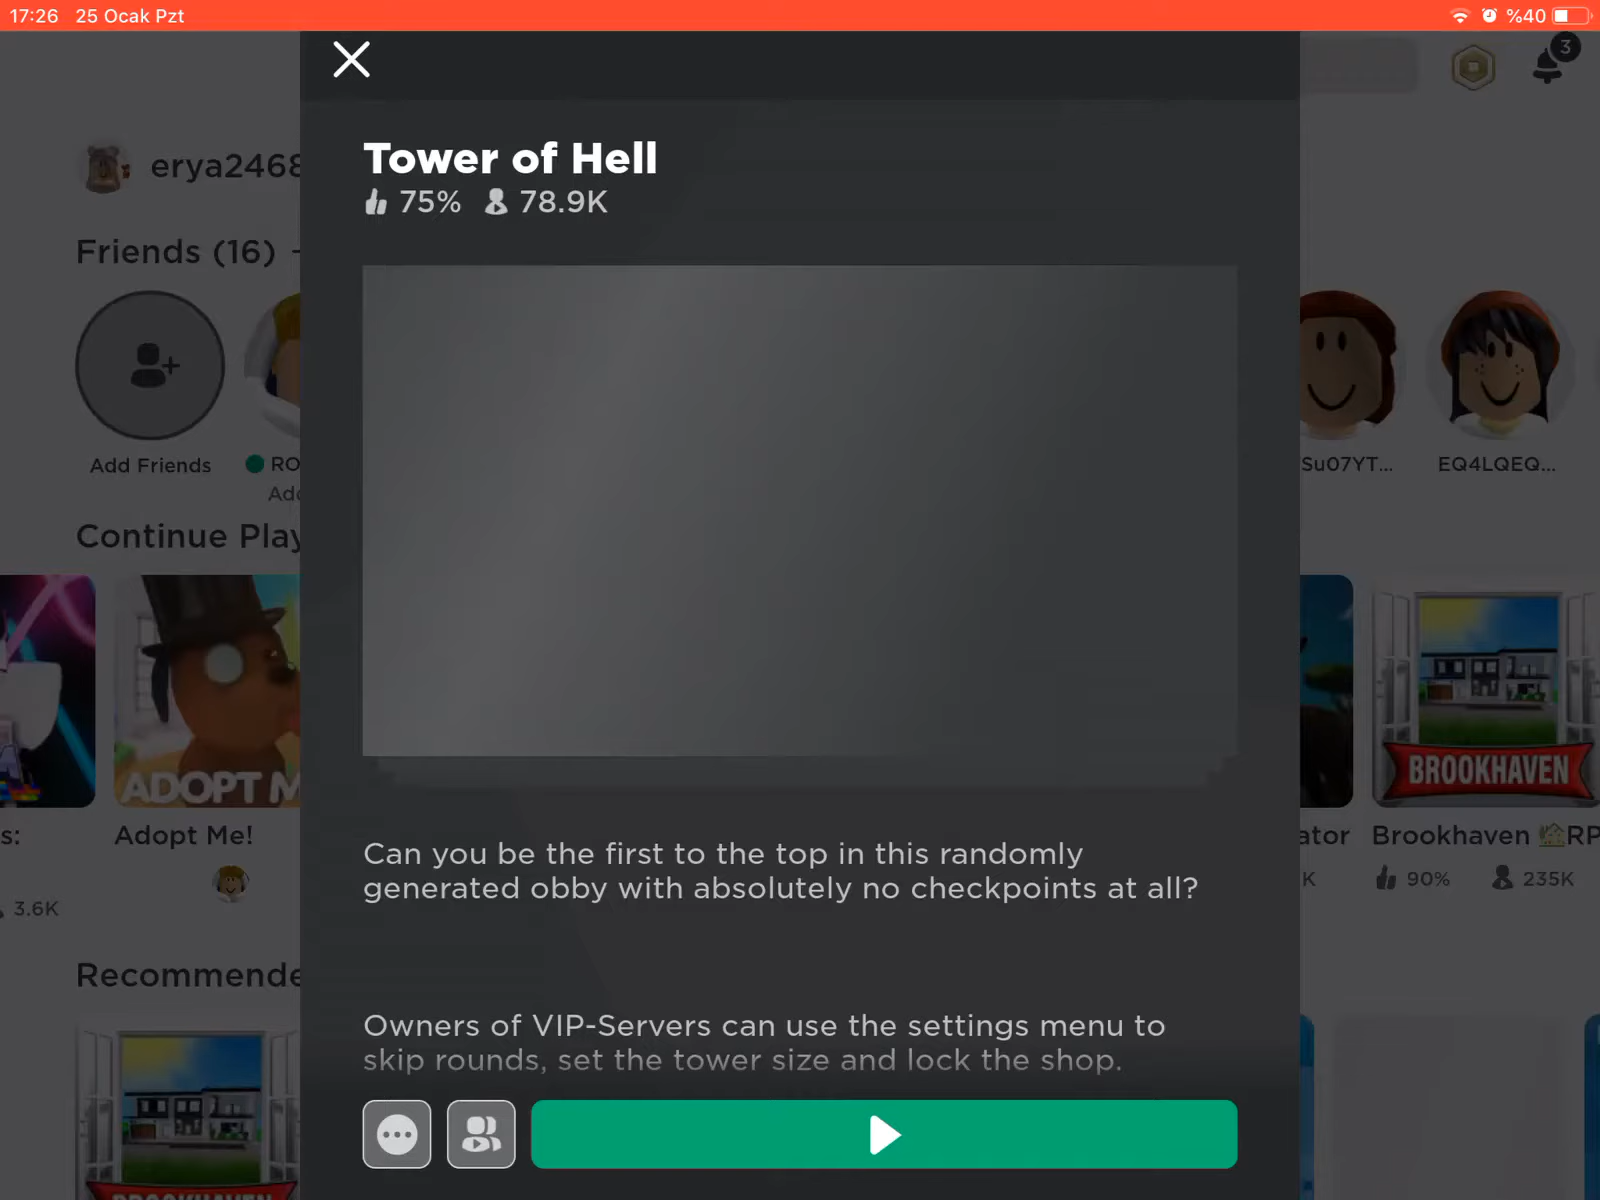 17:26 25 Ocak Pzt
%40
3
Tower of Hell
75% 78.9K
erya2468
Friends (16)
Add Friends
RO
Add
Su07YT...
EQ4LQEQ...
Continue Play
ADOPT M
BROOKHAVEN
s:
Adopt Me!
ator
Brookhaven RP
3.6K
K
90% 235K
Can you be the first to the top in this randomly
generated obby with absolutely no checkpoints at all?
Recommende
Owners of VIP-Servers can use the settings menu to
skip rounds, set the tower size and lock the shop.
BROOKHAVEN